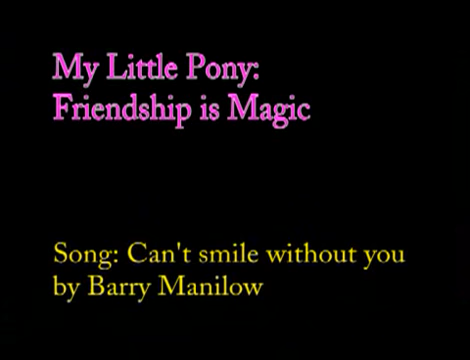 My Little Pony:
Friendship is Magic
Song: Can't smile without you
by Barry Manilow